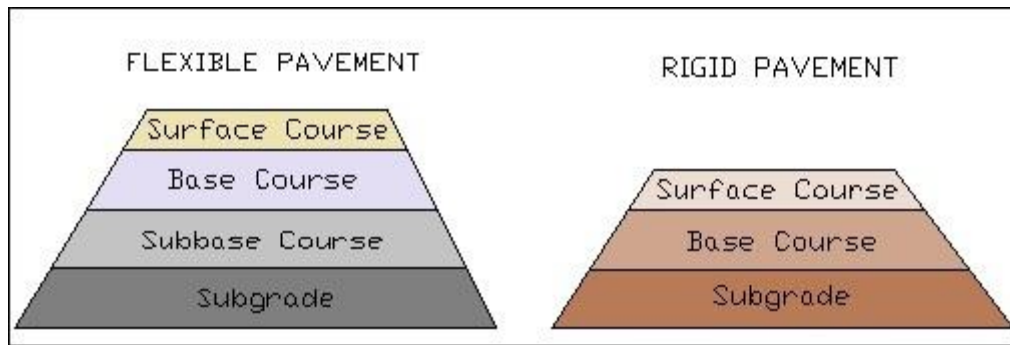 FLEXIBLE PAVEMENT
Surface Course
Base Course
Subbase Course
Subgrade
RIGID PAVEMENT
Surface Course
Base Course
Subgrade